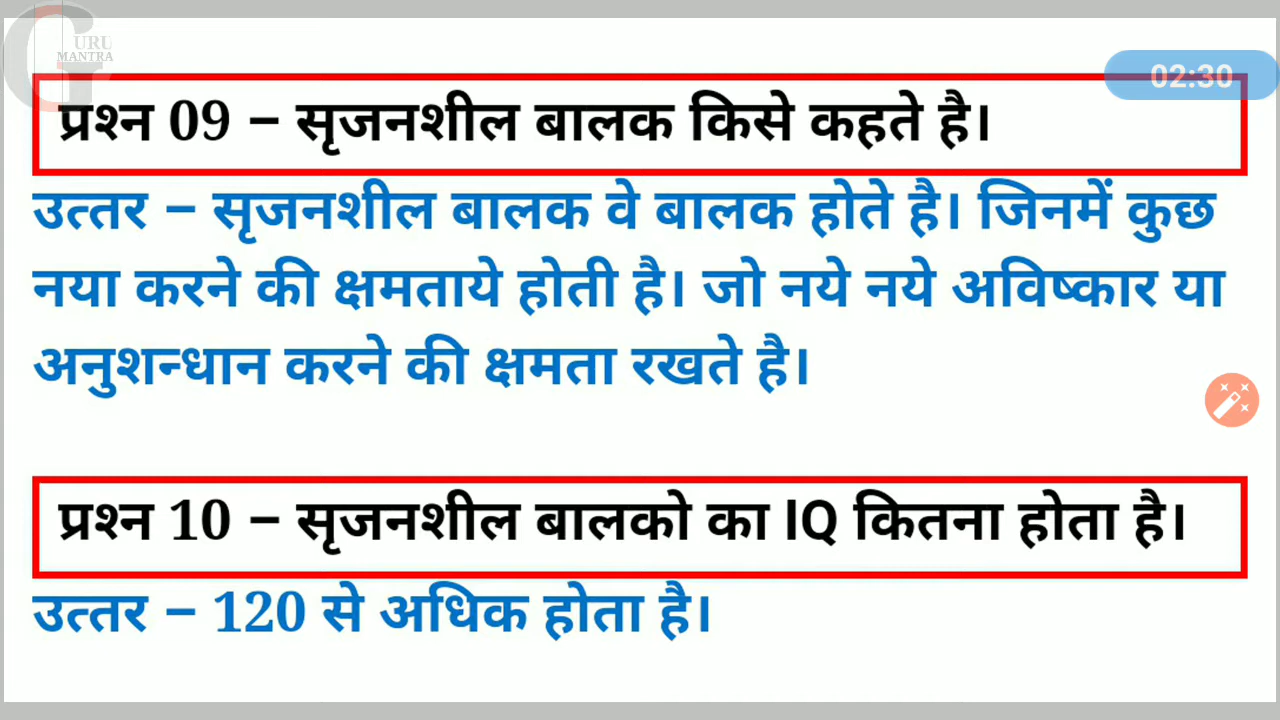 GURU
MANTRA
02:30
प्रश्न 09 – सृजनशील बालक किसे कहते है।
उत्तर – सृजनशील बालक वे बालक होते है। जिनमें कुछ
नया करने की क्षमताये होती है। जो नये नये अविष्कार या
अनुशन्धान करने की क्षमता रखते है।
प्रश्न 10 – सृजनशील बालको का IQ कितना होता है।
उत्तर – 120 से अधिक होता है।